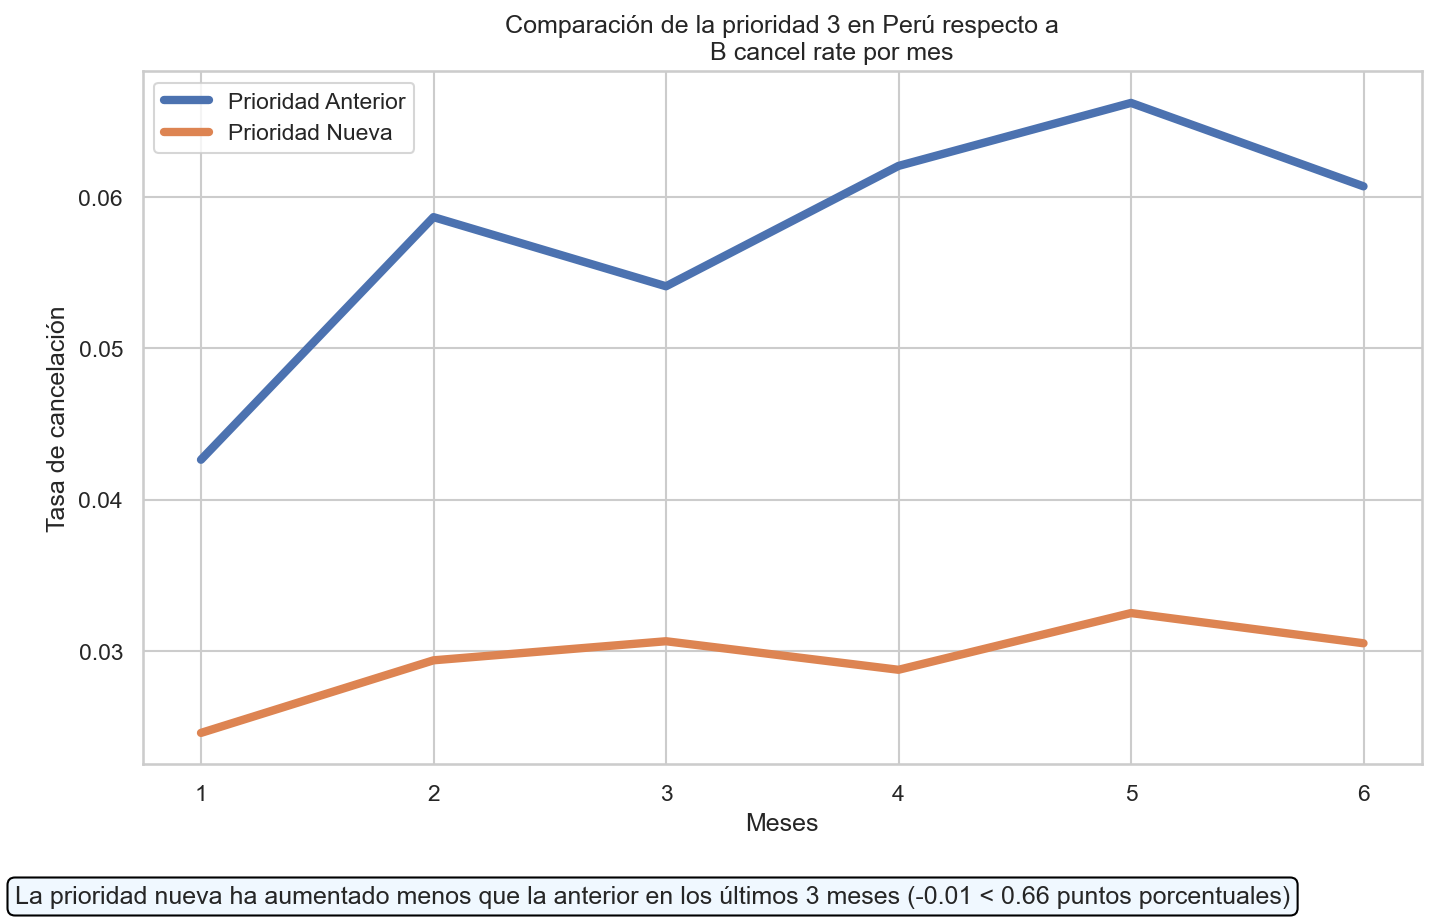 Comparación de la prioridad 3 en Perú respecto a
B cancel rate por mes
Prioridad Anterior
Prioridad Nueva
0.06
0.05
0.04
0.03
Tasa de cancelación
1 2 3 4 5 6
Meses
La prioridad nueva ha aumentado menos que la anterior en los últimos 3 meses (-0.01 < 0.66 puntos porcentuales)